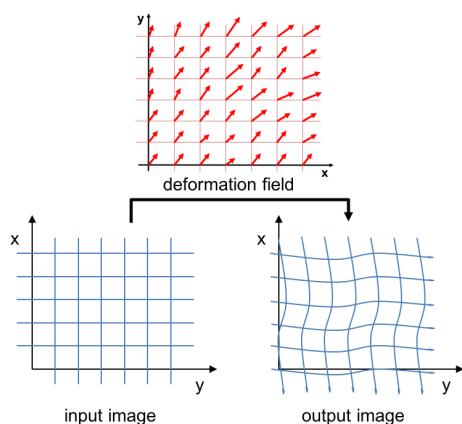 y
x
deformation field
x
x
y
y
input image
output image